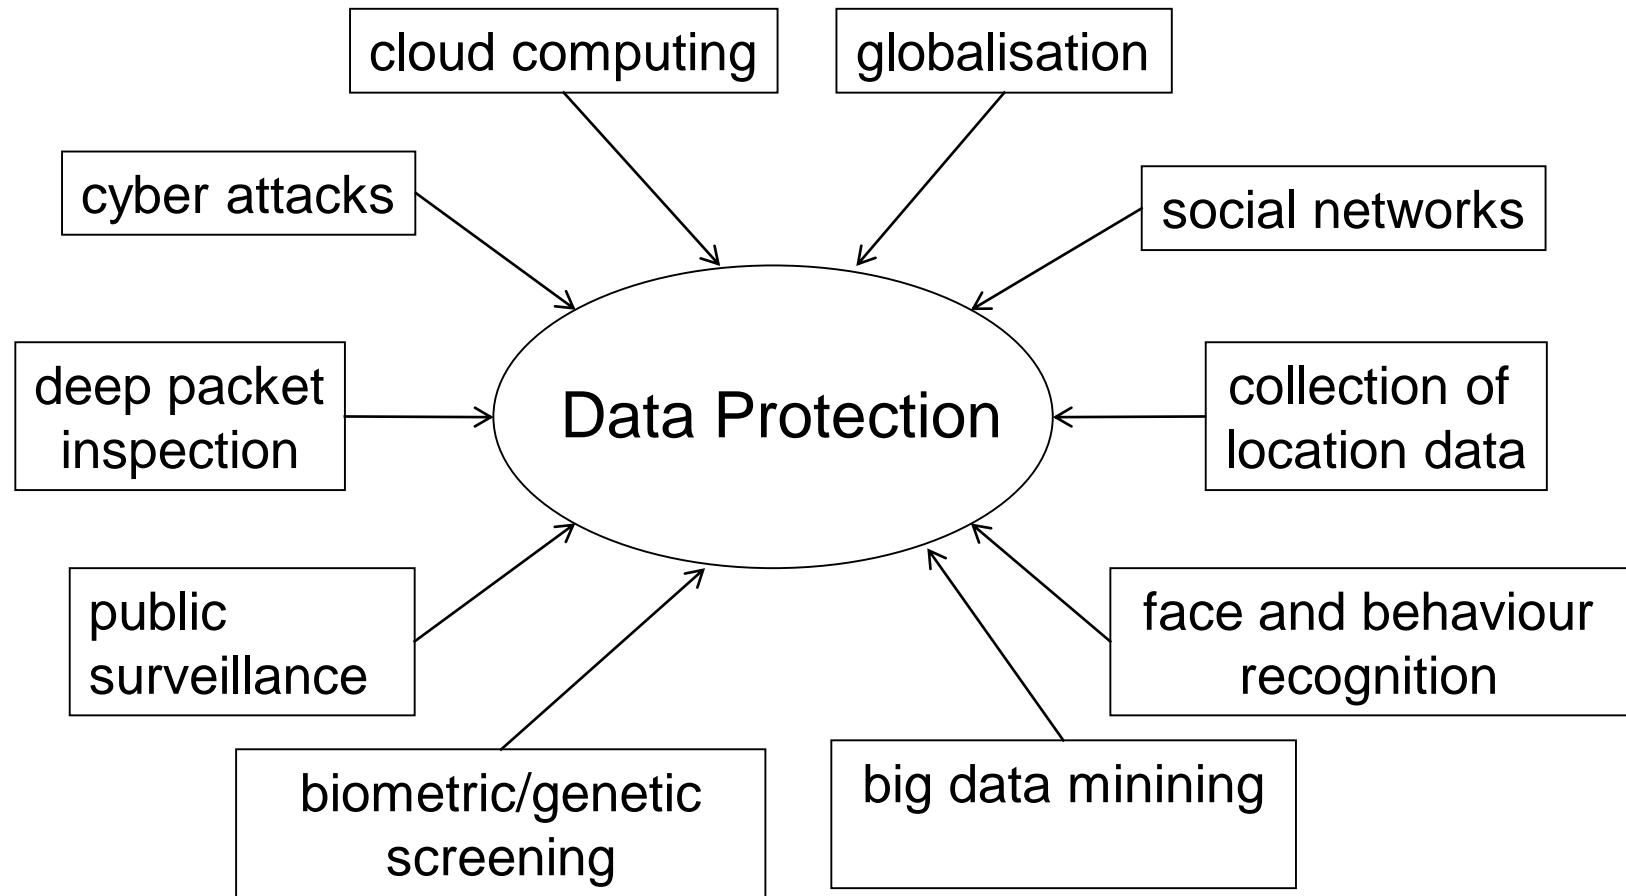 cloud computing
globalisation
cyber attacks
social networks
deep packet
inspection
Data Protection
collection of
location data
public
surveillance
face and behaviour
recognition
biometric/genetic
screening
big data minining